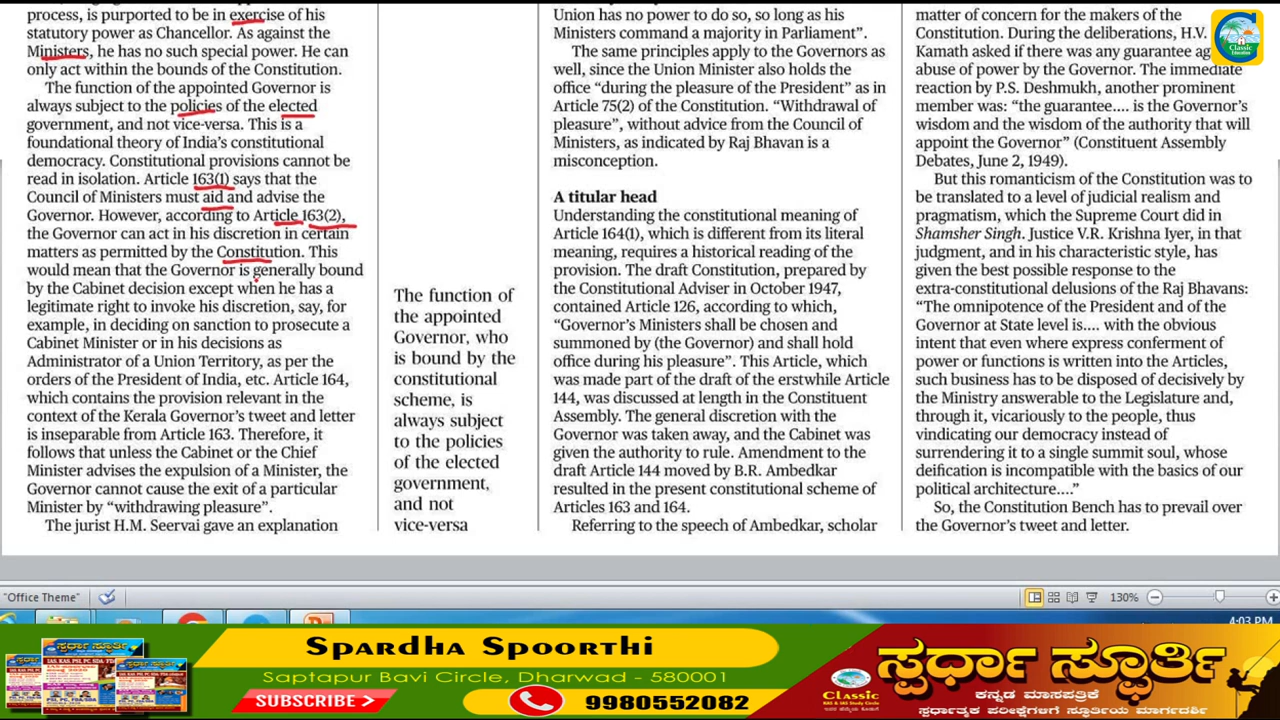 process, is purported to be in exercise of his
statutory power as Chancellor. As against the
Ministers, he has no such special power. He can
only act within the bounds of the Constitution.
The function of the appointed Governor is
always subject to the policies of the elected
government, and not vice-versa. This is a
foundational theory of India's constitutional
democracy. Constitutional provisions cannot be
read in isolation. Article 163(1) says that the
Council of Ministers must aid and advise the
Governor. However, according to Article 163(2),
the Governor can act in his discretion in certain
matters as permitted by the Constitution. This
would mean that the Governor is generally bound
by the Cabinet decision except when he has a
legitimate right to invoke his discretion, say, for
example, in deciding on sanction to prosecute a
Cabinet Minister or in his decisions as
Administrator of a Union Territory, as per the
orders of the President of India, etc. Article 164,
which contains the provision relevant in the
context of the Kerala Governor's tweet and letter
is inseparable from Article 163. Therefore, it
follows that unless the Cabinet or the Chief
Minister advises the expulsion of a Minister, the
Governor cannot cause the exit of a particular
Minister by "withdrawing pleasure".
The jurist H.M. Seervai gave an explanation
The function of
the appointed
Governor, who
is bound by the
constitutional
scheme, is
always subject
to the policies
of the elected
government,
and not
vice-versa
Union has no power to do so, so long as his
Ministers command a majority in Parliament".
The same principles apply to the Governors as
well, since the Union Minister also holds the
office "during the pleasure of the President" as in
Article 75(2) of the Constitution. "Withdrawal of
pleasure", without advice from the Council of
Ministers, as indicated by Raj Bhavan is a
misconception.
A titular head
Understanding the constitutional meaning of
Article 164(1), which is different from its literal
meaning, requires a historical reading of the
provision. The draft Constitution, prepared by
the Constitutional Adviser in October 1947,
contained Article 126, according to which,
"Governor's Ministers shall be chosen and
summoned by (the Governor) and shall hold
office during his pleasure". This Article, which
was made part of the draft of the erstwhile Article
144, was discussed at length in the Constituent
Assembly. The general discretion with the
Governor was taken away, and the Cabinet was
given the authority to rule. Amendment to the
draft Article 144 moved by B.R. Ambedkar
resulted in the present constitutional scheme of
Articles 163 and 164.
Referring to the speech of Ambedkar, scholar
matter of concern for the makers of the
Constitution. During the deliberations, H.V.
Kamath asked if there was any guarantee
abuse of power by the Governor. The immediate
reaction by P.S. Deshmukh, another prominent
member was: "the guarantee.... is the Governor's
wisdom and the wisdom of the authority that will
appoint the Governor" (Constituent Assembly
Debates, June 2, 1949).
But this romanticism of the Constitution was to
be translated to a level of judicial realism and
pragmatism, which the Supreme Court did in
Shamsher Singh. Justice V.R. Krishna Iyer, in that
judgment, and in his characteristic style, has
given the best possible response to the
extra-constitutional delusions of the Raj Bhavans:
"The omnipotence of the President and of the
Governor at State level is.... with the obvious
intent that even where express conferment of
power or functions is written into the Articles,
such business has to be disposed of decisively by
the Ministry answerable to the Legislature and,
through it, vicariously to the people, thus
vindicating our democracy instead of
surrendering it to a single summit soul, whose
deification is incompatible with the basics of our
political architecture...."
So, the Constitution Bench has to prevail over
the Governor's tweet and letter.
Classic
Education
"Office Theme"
130%
4:03 PM
Spardha Spoorthi
Saptapur Bavi Circle, Dharwad - 580001
SUBSCRIBE
9980552082
ಸ್ಪರ್ಧಾ ಸ್ಫೂರ್ತಿ
ಕನ್ನಡ ಮಾಸಪತ್ರಿಕೆ
ಸ್ಪರ್ಧಾತ್ಮಕ ಪರೀಕ್ಷೆಗಳಿಗೆ ಸ್ಫೂರ್ತಿಯ ಮಾರ್ಗದರ್ಶಿ
Classic
KAS & IAS Study Circle